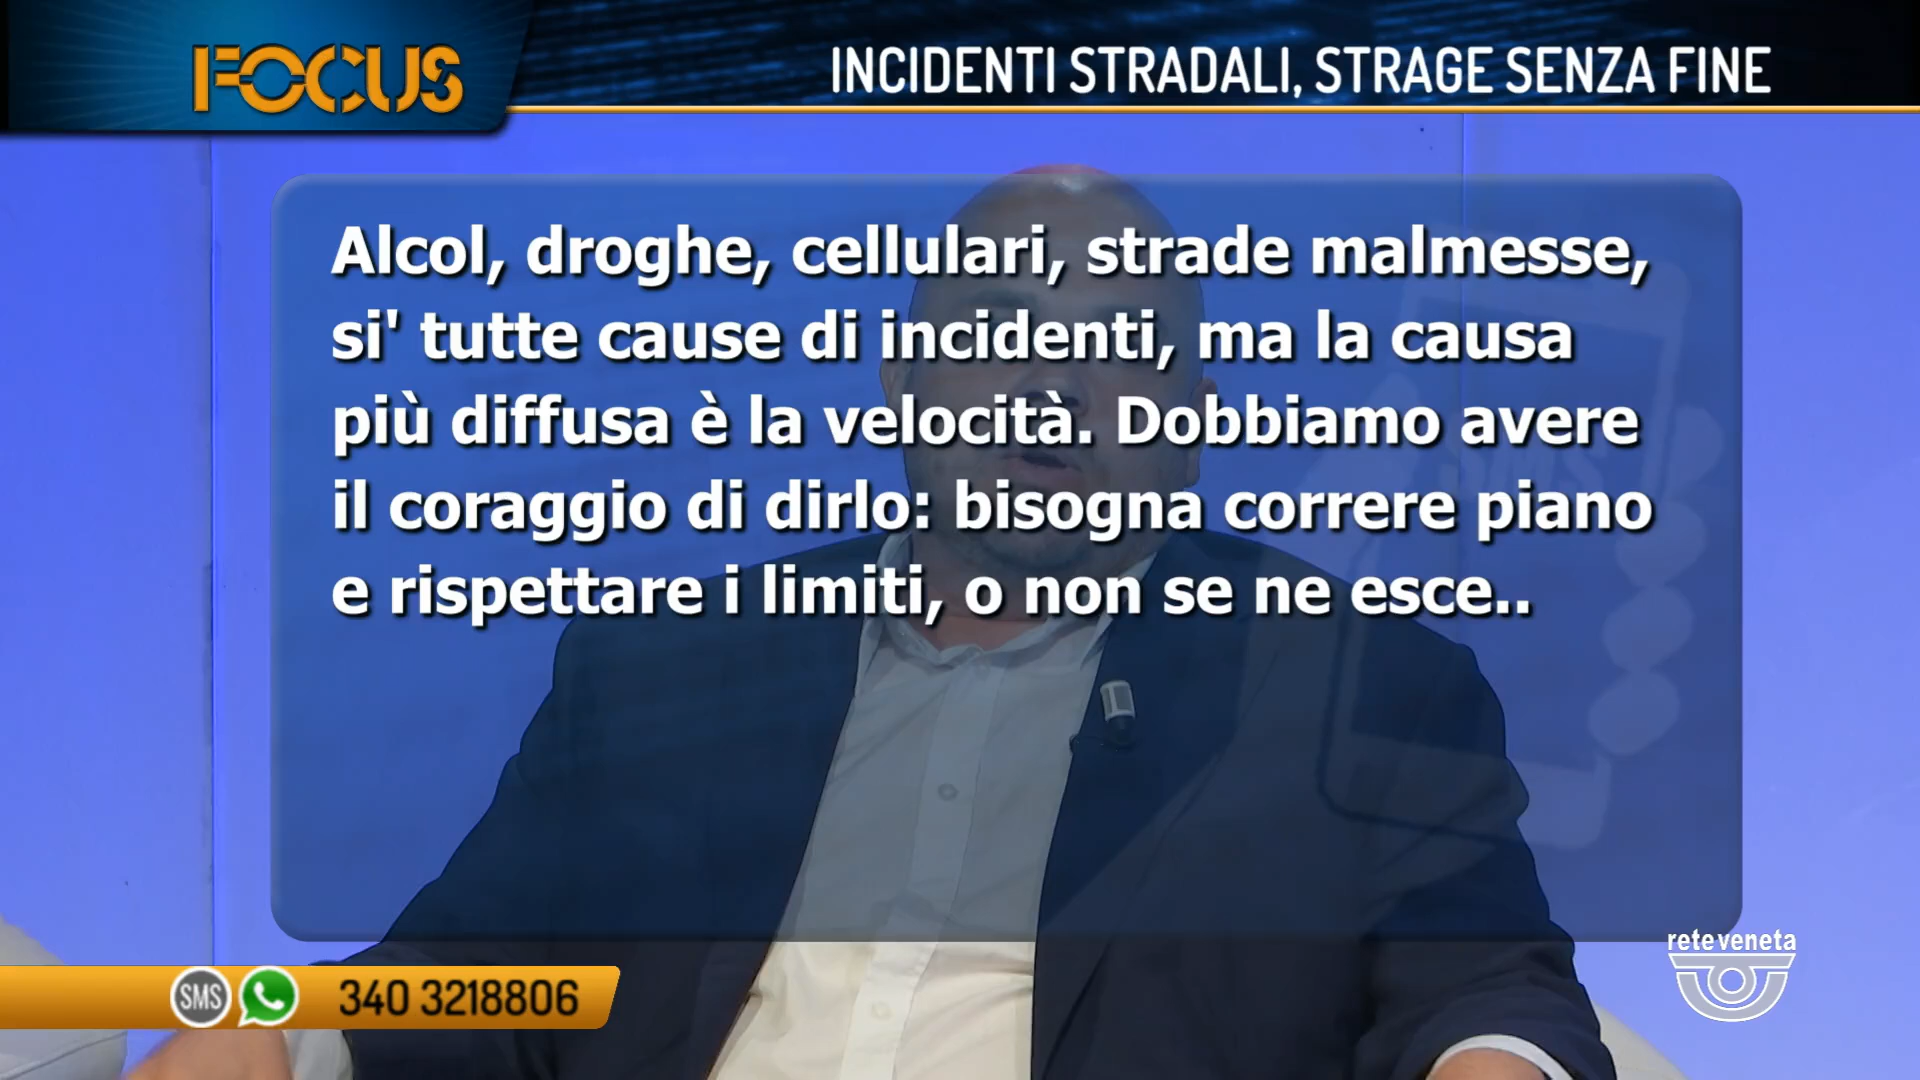 FOCUS
INCIDENTI STRADALI, STRAGE SENZA FINE
Alcol, droghe, cellulari, strade malmesse,
si' tutte cause di incidenti, ma la causa
più diffusa è la velocità. Dobbiamo avere
il coraggio di dirlo: bisogna correre piano
e rispettare i limiti, o non se ne esce..
SMS
reteveneta
SMS 340 3218806